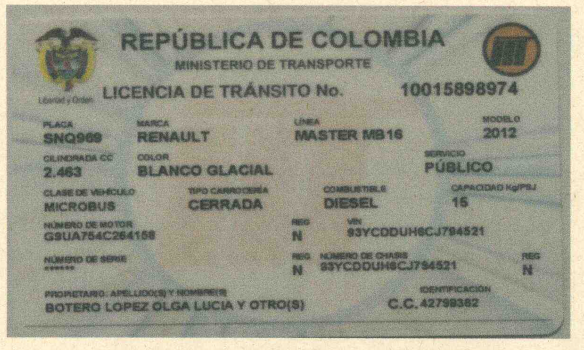 REPÚBLICA DE COLOMBIA
MINISTERIO DE TRANSPORTE
Libertad y Orden
LICENCIA DE TRÁNSITO No. 10015898974
PLACA MARCA LÍNEA MODELO
SNQ969 RENAULT MASTER MB16 2012
CILINDRADA CC COLOR SERVICIO
2.463 BLANCO GLACIAL PÚBLICO
CLASE DE VEHÍCULO TIPO CARROCERÍA COMBUSTIBLE CAPACIDAD Kg/PSJ
MICROBUS CERRADA DIESEL 15
NÚMERO DE MOTOR REG VIN
G9UA754C264158 N 93YCDDUH6CJ794521
NÚMERO DE SERIE REG NÚMERO DE CHASIS REG
****** N 93YCDDUH6CJ794521 N
PROPIETARIO: APELLIDO(S) Y NOMBRE(S) IDENTIFICACIÓN
BOTERO LOPEZ OLGA LUCIA Y OTRO(S) C.C. 42799362